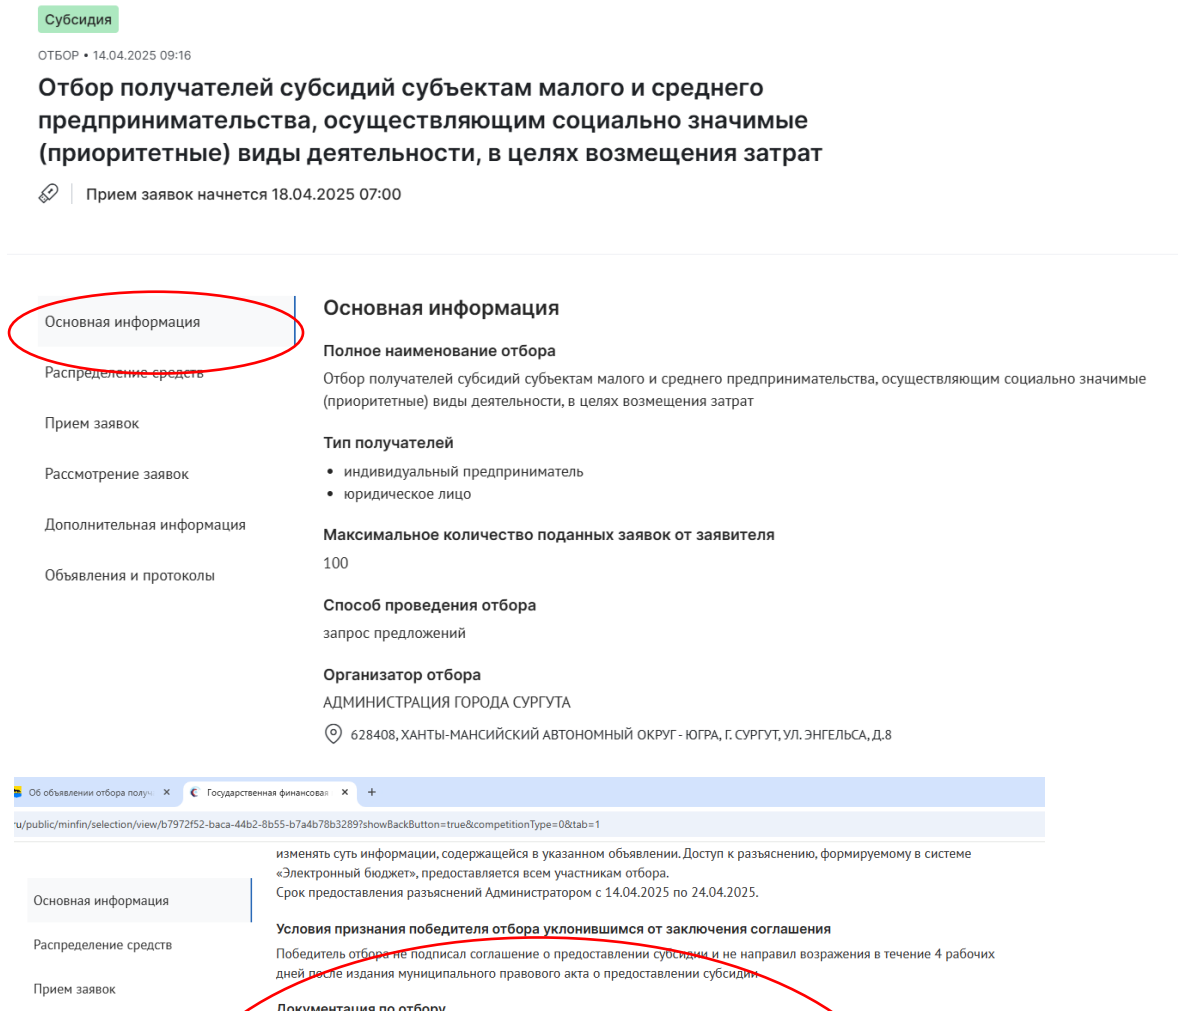 Субсидия
ОТБОР • 14.04.2025 09:16
Отбор получателей субсидий субъектам малого и среднего
предпринимательства, осуществляющим социально значимые
(приоритетные) виды деятельности, в целях возмещения затрат
Прием заявок начнется 18.04.2025 07:00
Основная информация
Распределение средств
Прием заявок
Рассмотрение заявок
Дополнительная информация
Объявления и протоколы
Основная информация
Полное наименование отбора
Отбор получателей субсидий субъектам малого и среднего предпринимательства, осуществляющим социально значимые
(приоритетные) виды деятельности, в целях возмещения затрат
Тип получателей
• индивидуальный предприниматель
• юридическое лицо
Максимальное количество поданных заявок от заявителя
100
Способ проведения отбора
запрос предложений
Организатор отбора
АДМИНИСТРАЦИЯ ГОРОДА СУРГУТА
628408, ХАНТЫ-МАНСИЙСКИЙ АВТОНОМНЫЙ ОКРУГ - ЮГРА, Г. СУРГУТ, УЛ. ЭНГЕЛЬСА, Д.8
Об объявлении отбора получ × Государственная финансовая × +
ru/public/minfin/selection/view/b7972f52-baca-44b2-8b55-b7a4b78b3289?showBackButton=true&competitionType=0&tab=1
Основная информация
Распределение средств
Прием заявок
изменять суть информации, содержащейся в указанном объявлении. Доступ к разъяснению, формируемому в системе
«Электронный бюджет», предоставляется всем участникам отбора.
Срок предоставления разъяснений Администратором с 14.04.2025 по 24.04.2025.
Условия признания победителя отбора уклонившимся от заключения соглашения
Победитель отбора не подписал соглашение о предоставлении субсидии и не направил возражения в течение 4 рабочих
дней после издания муниципального правового акта о предоставлении субсидии.
Документация по отбору